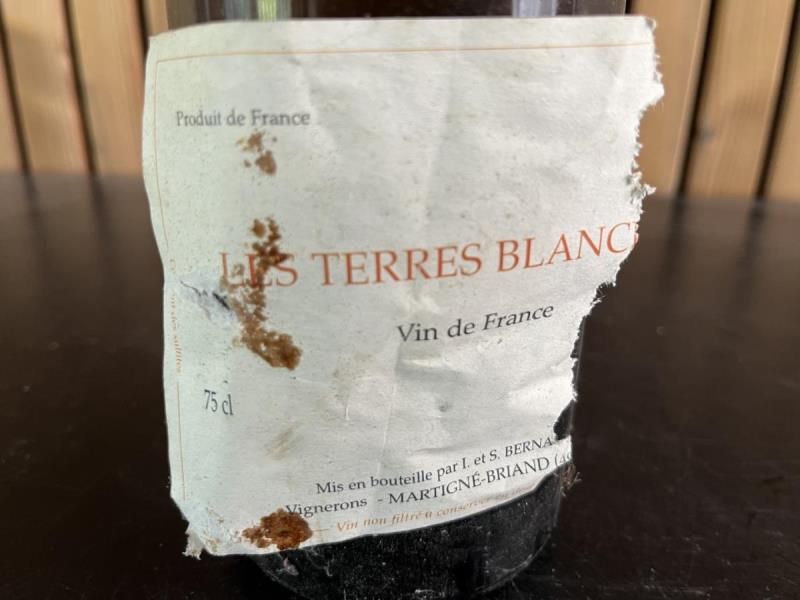 Produit de France
LES TERRES BLANC
Vin de France
75 cl
Mis en bouteille par I. et S. BERNA
Vignerons - MARTIGNÉ-BRIAND
Vin non filtré à conserver
sulfites